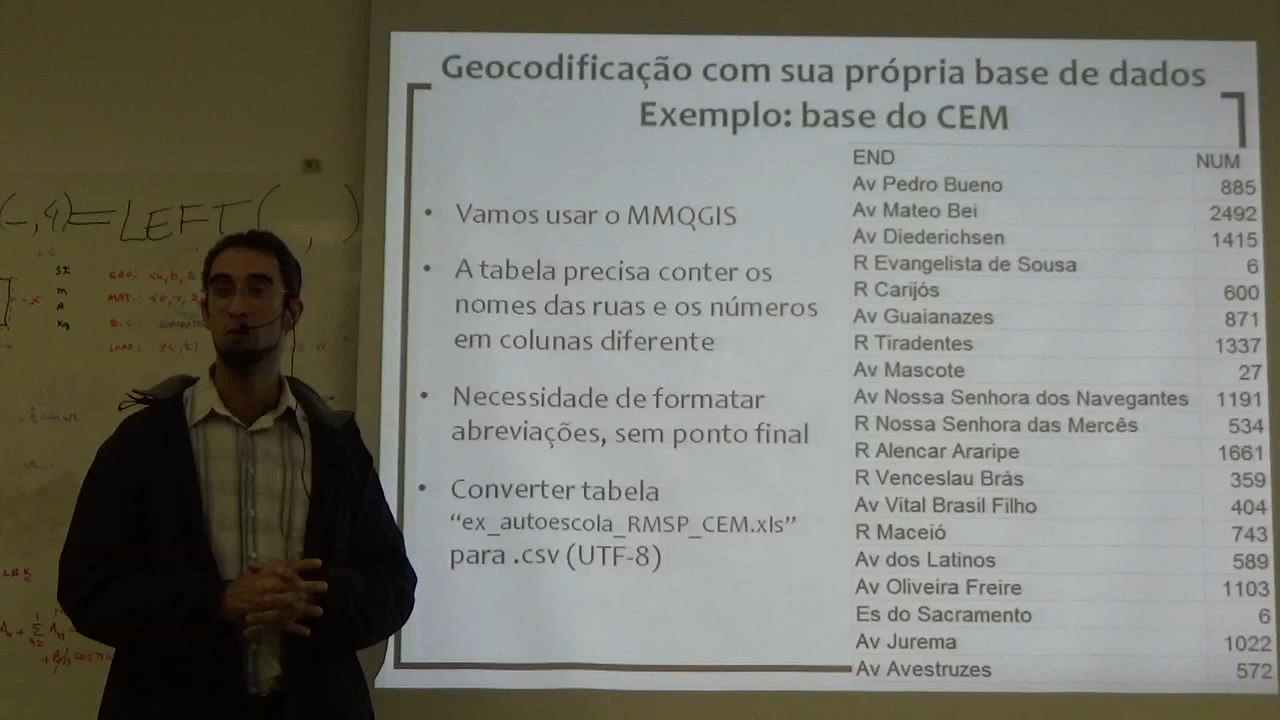 Geocodificação com sua própria base de dados
Exemplo: base do CEM
• Vamos usar o MMQGIS
• A tabela precisa conter os
nomes das ruas e os números
em colunas diferente
• Necessidade de formatar
abreviações, sem ponto final
• Converter tabela
“ex_autoescola_RMSP_CEM.xls”
para .csv (UTF-8)
END NUM
Av Pedro Bueno 885
Av Mateo Bei 2492
Av Diederichsen 1415
R Evangelista de Sousa 6
R Carijós 600
Av Guaianazes 871
R Tiradentes 1337
Av Mascote 27
Av Nossa Senhora dos Navegantes 1191
R Nossa Senhora das Mercês 534
R Alencar Araripe 1661
R Venceslau Brás 359
Av Vital Brasil Filho 404
R Maceió 743
Av dos Latinos 589
Av Oliveira Freire 1103
Es do Sacramento 6
Av Jurema 1022
Av Avestruzes 572
,4)=LEFT( , )